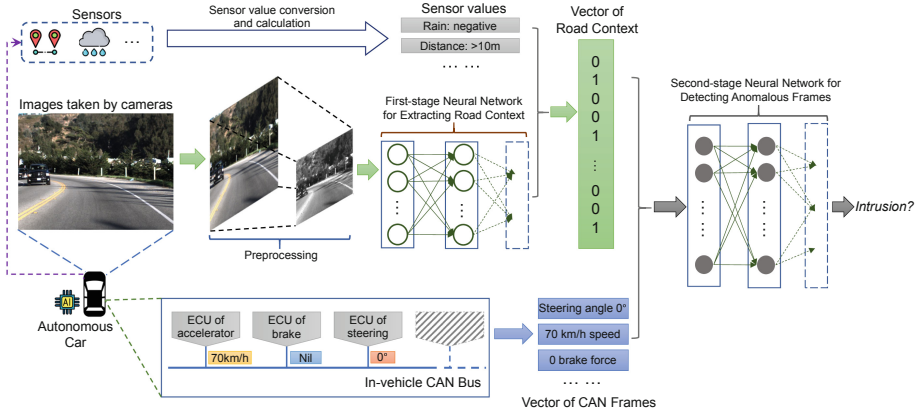 Sensors
...
Sensor value conversion
and calculation
Sensor values
Rain: negative
Distance: >10m
... ...
Vector of
Road Context
0
1
0
0
1
...
0
0
1
Images taken by cameras
Preprocessing
First-stage Neural Network
for Extracting Road Context
Second-stage Neural Network for
Detecting Anomalous Frames
Intrusion?
AI
Autonomous
Car
ECU of
accelerator
70km/h
ECU of
brake
Nil
ECU of
steering
0°
In-vehicle CAN Bus
Steering angle 0°
70 km/h speed
0 brake force
... ...
Vector of CAN Frames